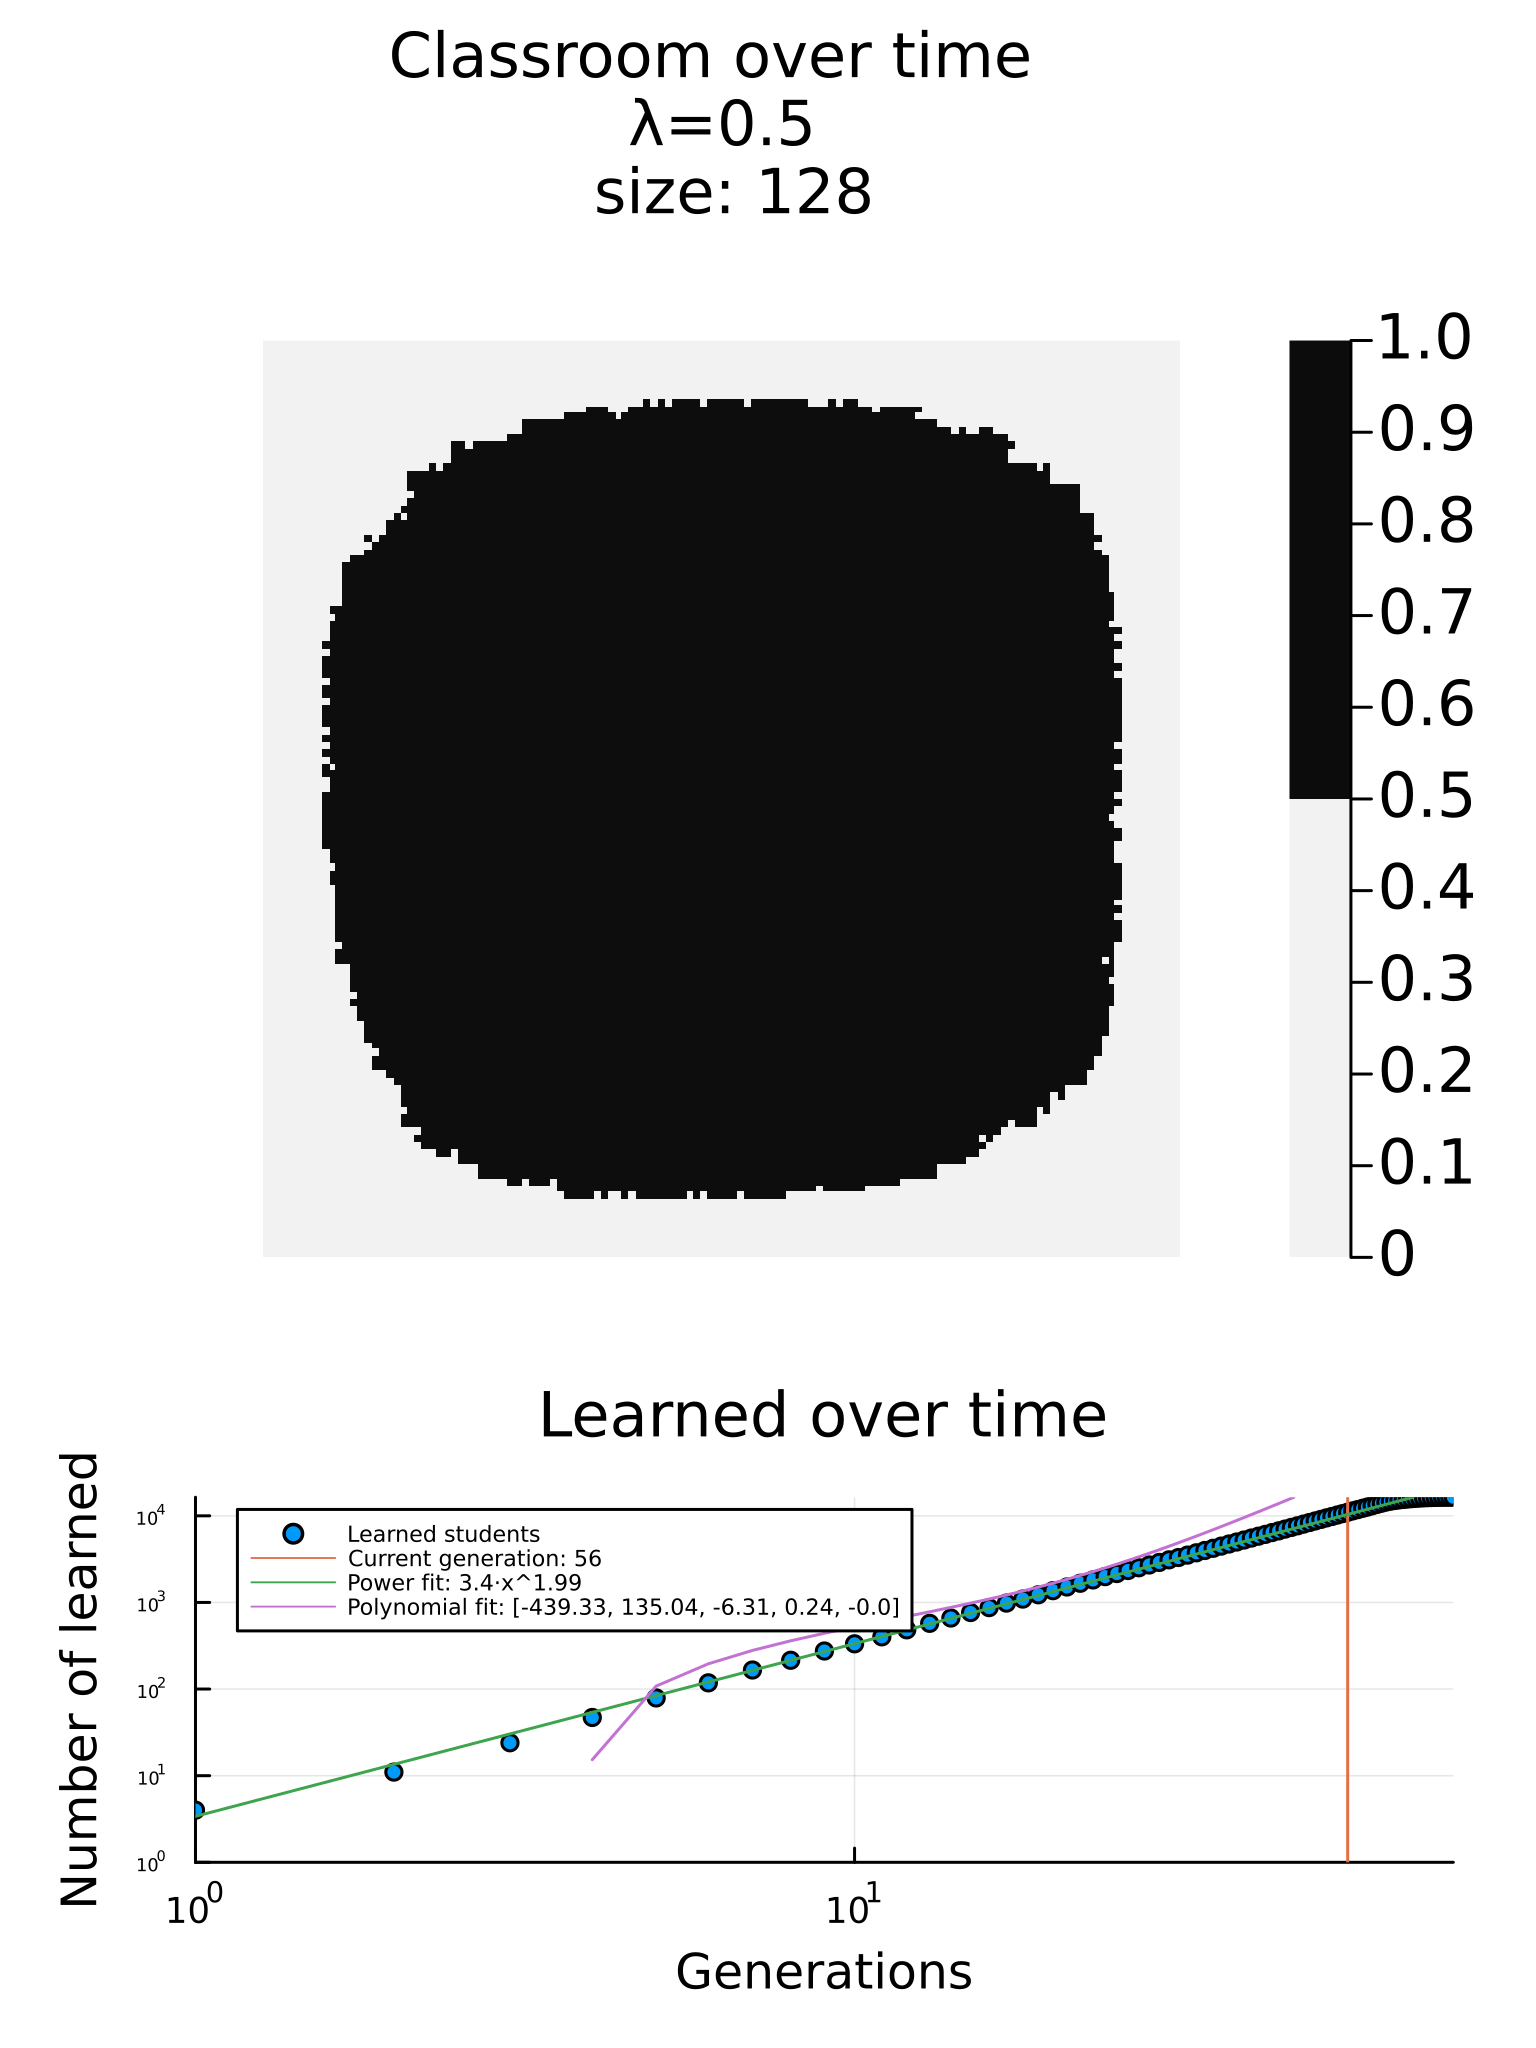 Classroom over time
λ=0.5
size: 128
1.0
0.9
0.8
0.7
0.6
0.5
0.4
0.3
0.2
0.1
0
Learned over time
Number of learned
10^4
10^3
10^2
10^1
10^0
Learned students
Current generation: 56
Power fit: 3.4·x^1.99
Polynomial fit: [-439.33, 135.04, -6.31, 0.24, -0.0]
10^0 10^1
Generations